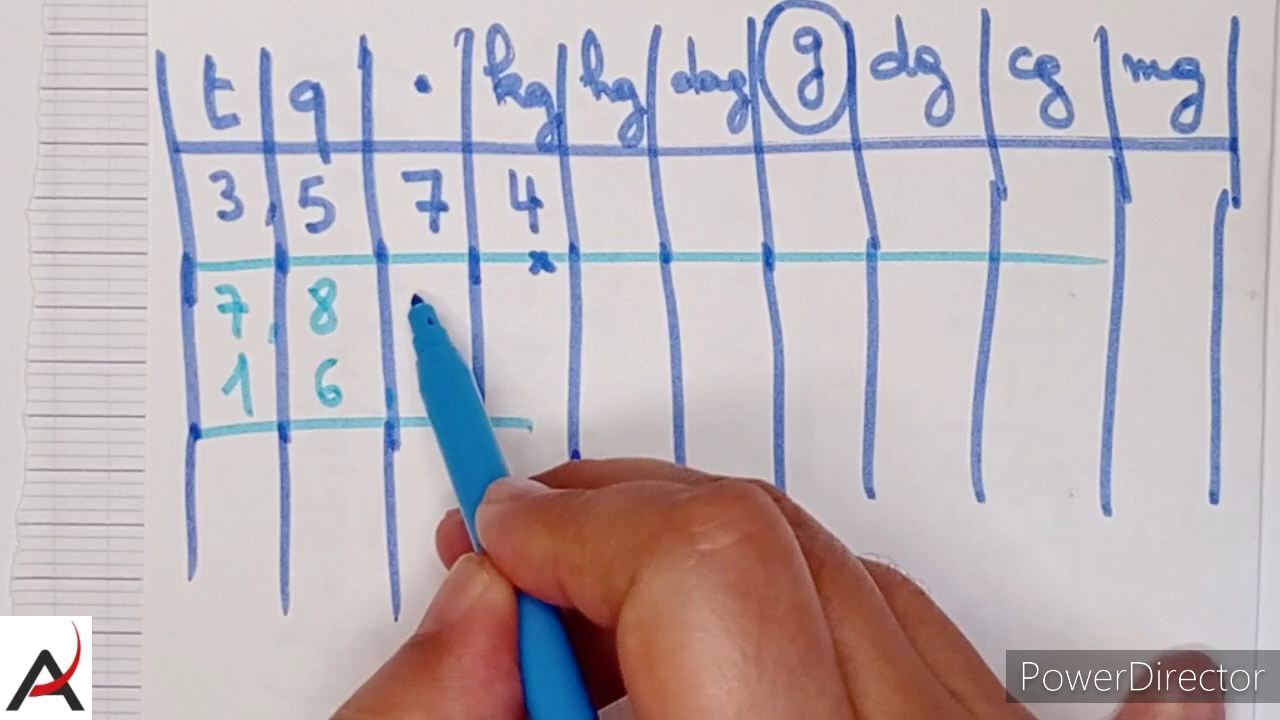 t q . kg hg dag g dg cg mg
3, 5 7 4
x
7, 8
1 6
A
PowerDirector